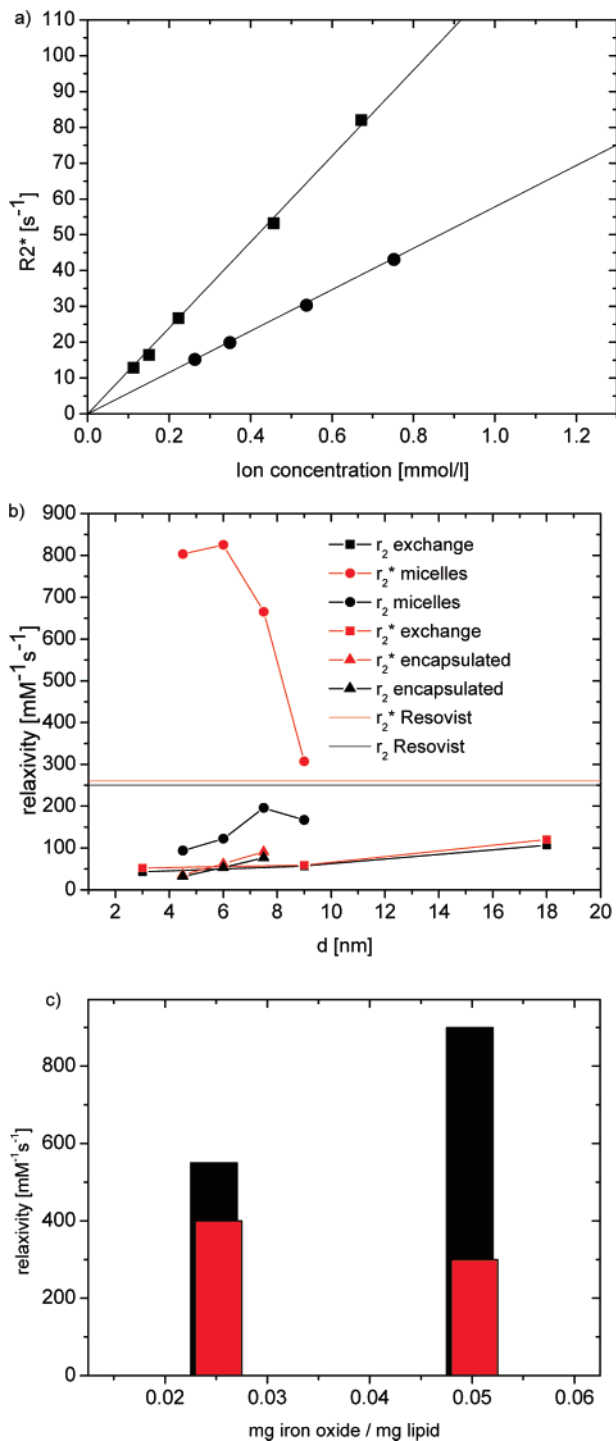 a)
110
100
90
80
70
60
50
40
30
20
10
0
R2* [s⁻¹]
0.0 0.2 0.4 0.6 0.8 1.0 1.2
Ion concentration [mmol/l]
b)
900
800
700
600
500
400
300
200
100
0
relaxivity [mM⁻¹s⁻¹]
r₂ exchange
r₂* micelles
r₂ micelles
r₂* exchange
r₂* encapsulated
r₂ encapsulated
r₂* Resovist
r₂ Resovist
2 4 6 8 10 12 14 16 18 20
d [nm]
c)
800
600
400
200
0
relaxivity [mM⁻¹s⁻¹]
0.02 0.03 0.04 0.05 0.06
mg iron oxide / mg lipid